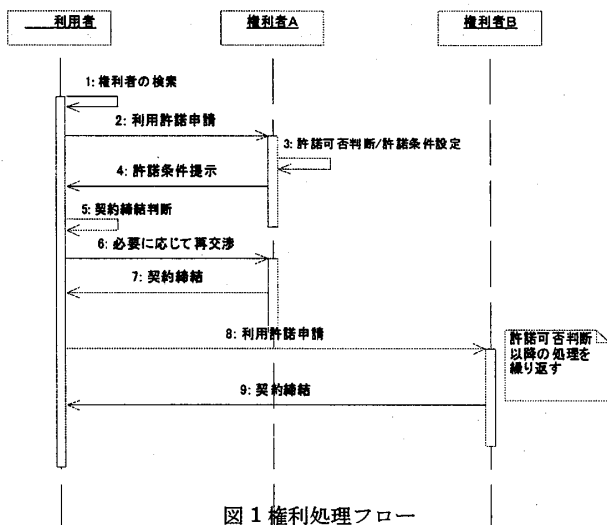 利用者
権利者A
権利者B
1: 権利者の検索
2: 利用許諾申請
3: 許諾可否判断/許諾条件設定
4: 許諾条件提示
5: 契約締結判断
6: 必要に応じて再交渉
7: 契約締結
8: 利用許諾申請
許諾可否判断
以降の処理を
繰り返す
9: 契約締結
図1権利処理フロー